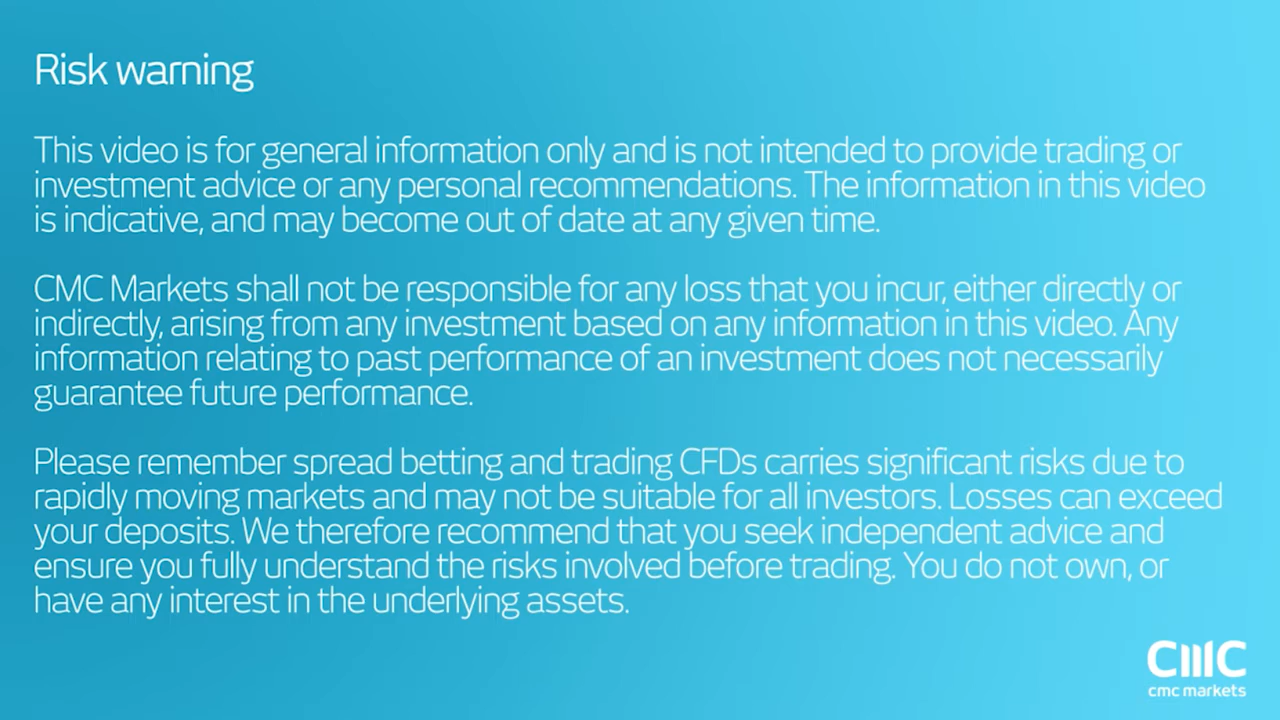 Risk warning
This video is for general information only and is not intended to provide trading or
investment advice or any personal recommendations. The information in this video
is indicative, and may become out of date at any given time.
CMC Markets shall not be responsible for any loss that you incur, either directly or
indirectly, arising from any investment based on any information in this video. Any
information relating to past performance of an investment does not necessarily
guarantee future performance.
Please remember spread betting and trading CFDs carries significant risks due to
rapidly moving markets and may not be suitable for all investors. Losses can exceed
your deposits. We therefore recommend that you seek independent advice and
ensure you fully understand the risks involved before trading. You do not own, or
have any interest in the underlying assets.
CMC
cmc markets